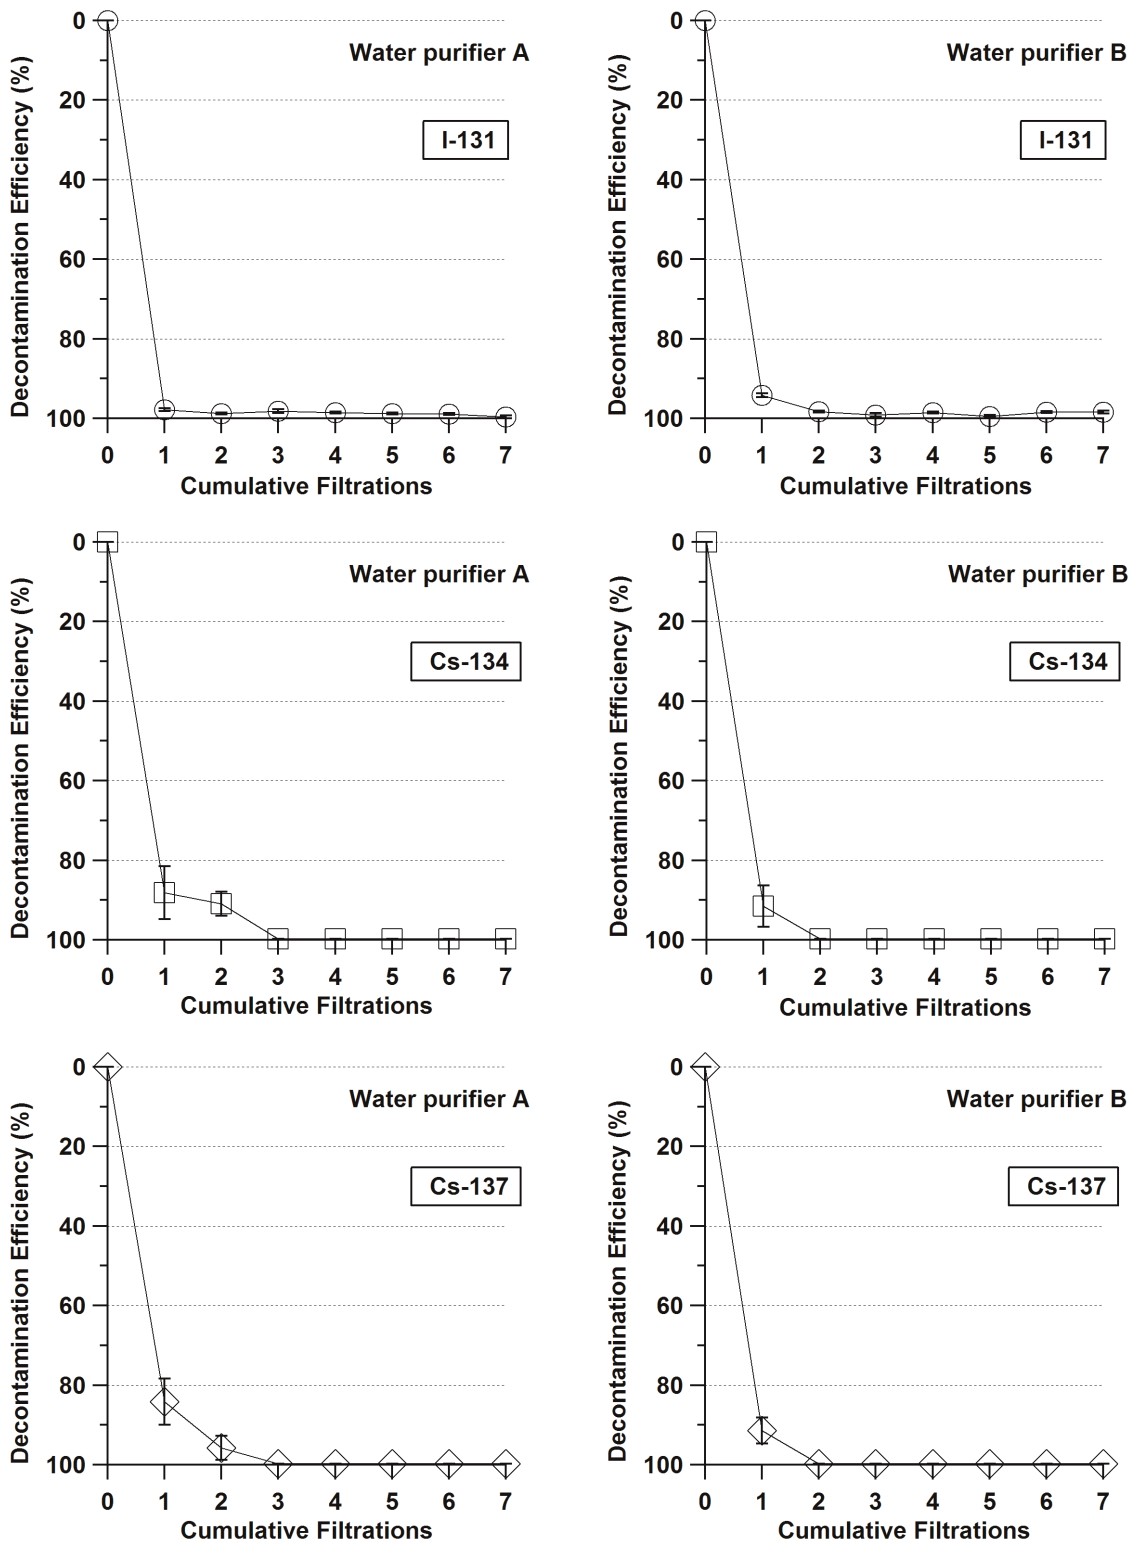 Decontamination Efficiency (%)
0
20
40
60
80
100
Water purifier A
I-131
0 1 2 3 4 5 6 7
Cumulative Filtrations
Decontamination Efficiency (%)
0
20
40
60
80
100
Water purifier B
I-131
0 1 2 3 4 5 6 7
Cumulative Filtrations
Decontamination Efficiency (%)
0
20
40
60
80
100
Water purifier A
Cs-134
0 1 2 3 4 5 6 7
Cumulative Filtrations
Decontamination Efficiency (%)
0
20
40
60
80
100
Water purifier B
Cs-134
0 1 2 3 4 5 6 7
Cumulative Filtrations
Decontamination Efficiency (%)
0
20
40
60
80
100
Water purifier A
Cs-137
0 1 2 3 4 5 6 7
Cumulative Filtrations
Decontamination Efficiency (%)
0
20
40
60
80
100
Water purifier B
Cs-137
0 1 2 3 4 5 6 7
Cumulative Filtrations